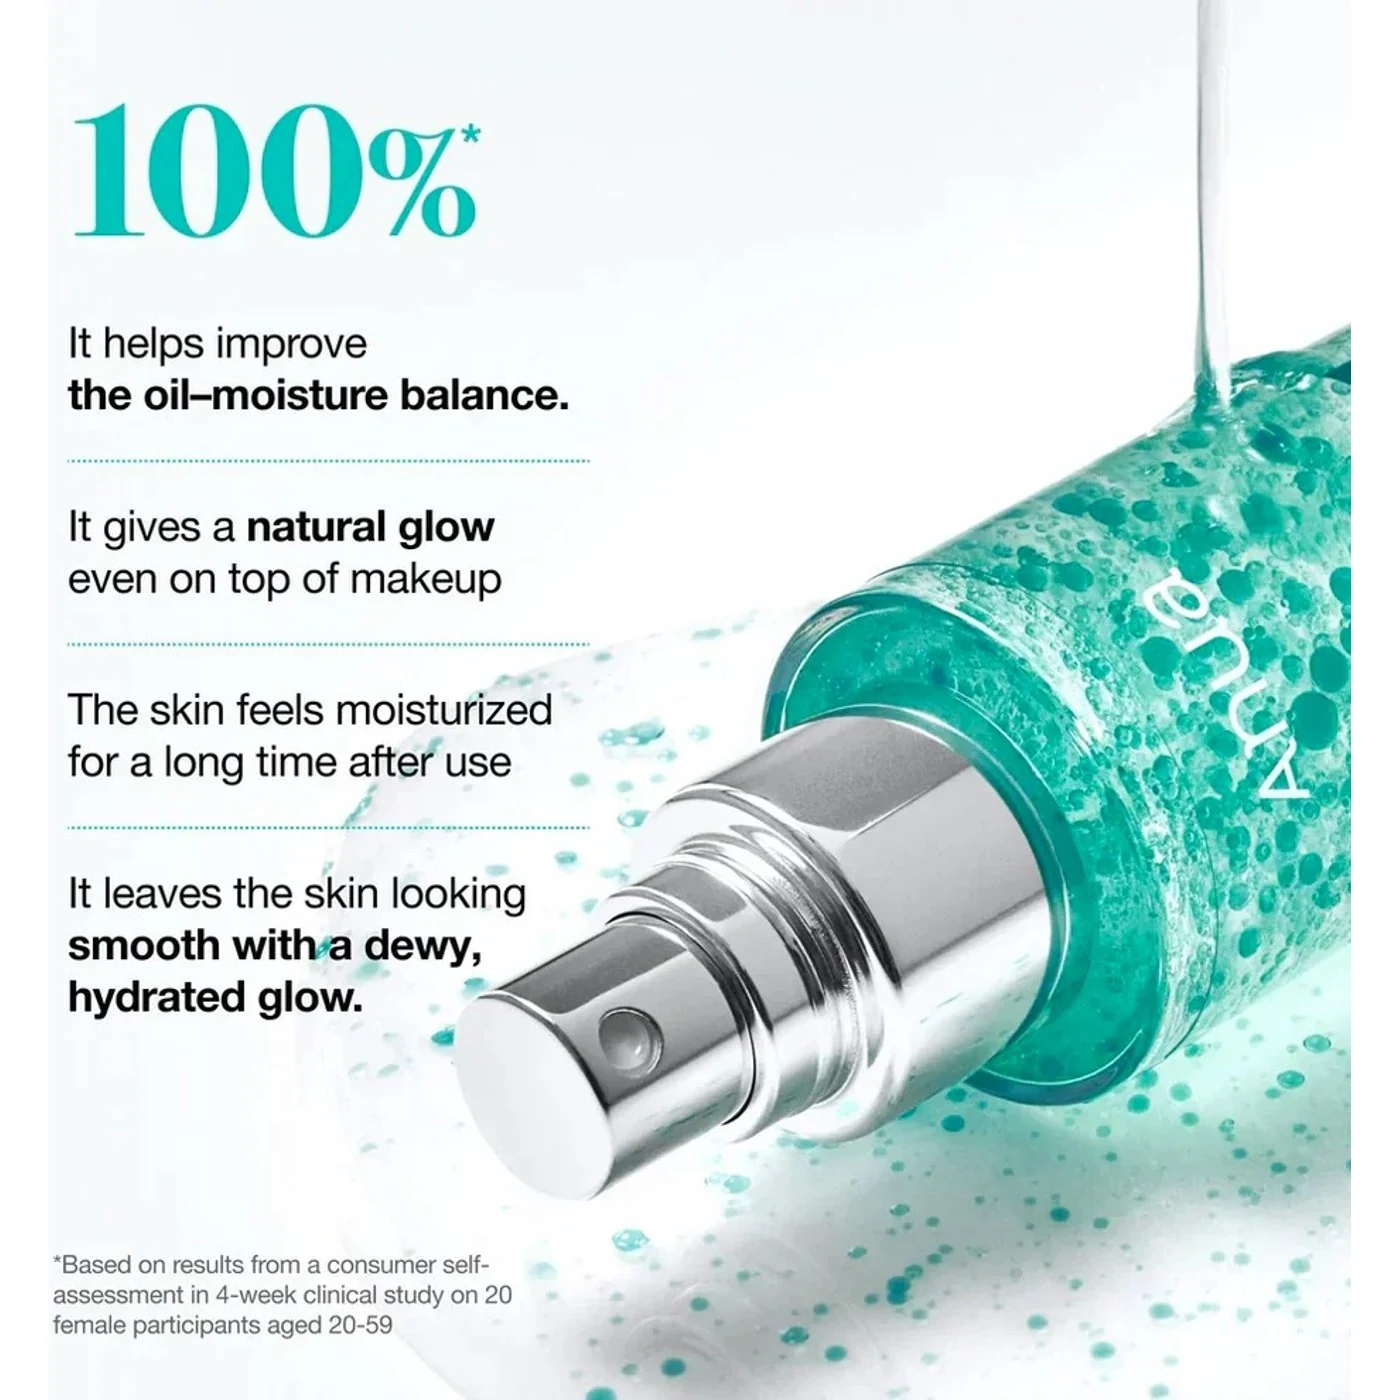 100%*
It helps improve
the oil–moisture balance.
It gives a natural glow
even on top of makeup
The skin feels moisturized
for a long time after use
It leaves the skin looking
smooth with a dewy,
hydrated glow.
Anua
*Based on results from a consumer self-
assessment in 4-week clinical study on 20
female participants aged 20-59